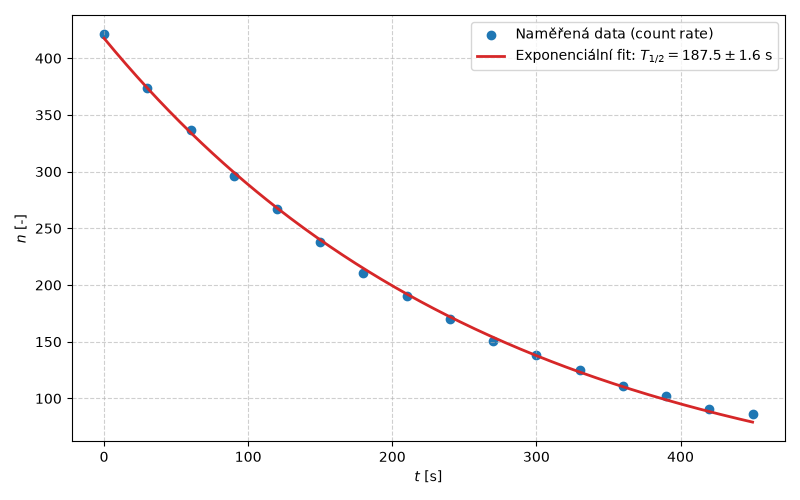 Naměřená data (count rate)
Exponenciální fit: T1/2 = 187.5 ± 1.6 s
400
350
300
250
200
150
100
n [-]
0 100 200 300 400
t [s]